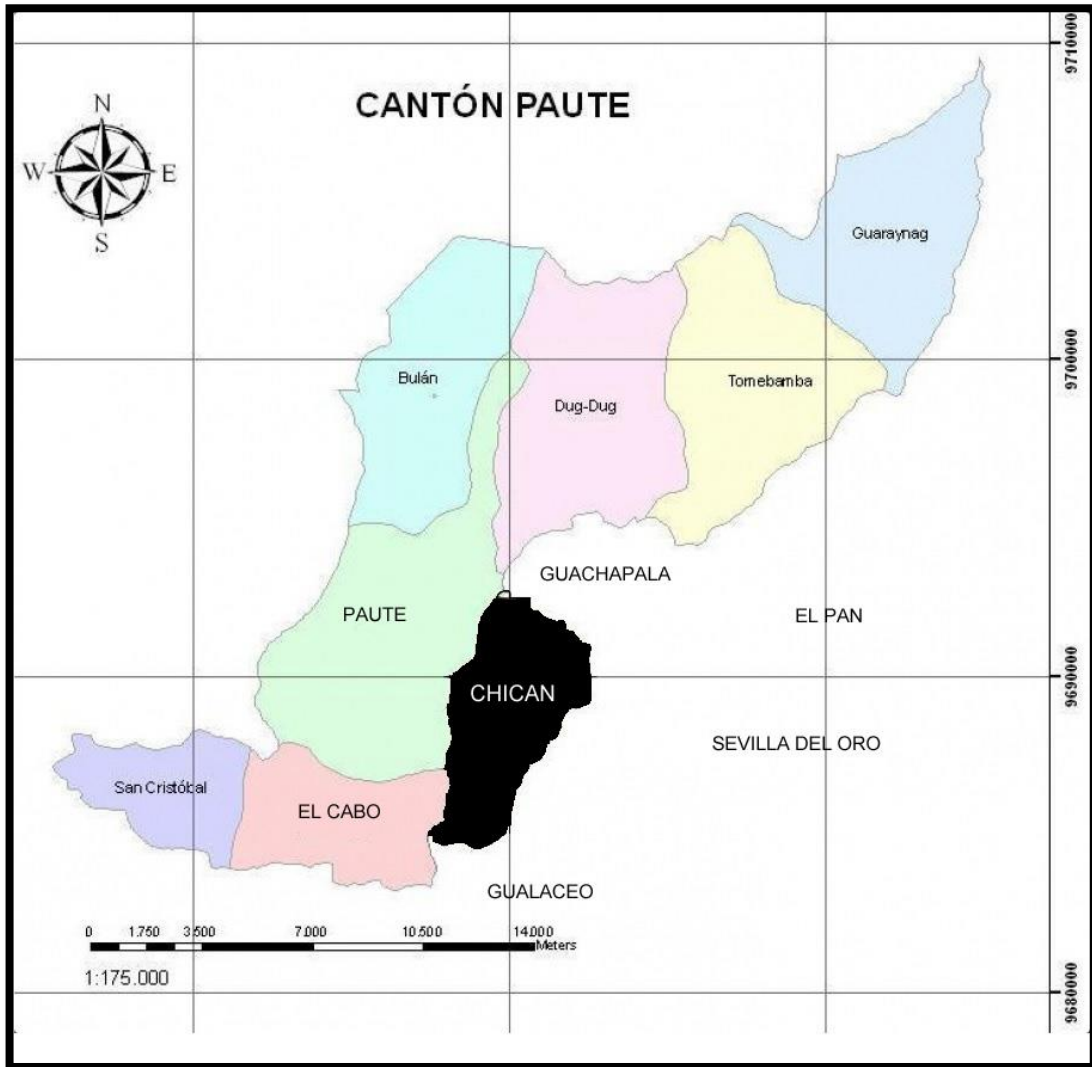 9710000
CANTÓN PAUTE
N
W
E
S
Guaraynag
9700000
Bulán
Tomebamba
Dug-Dug
GUACHAPALA
PAUTE
EL PAN
9690000
CHICAN
SEVILLA DEL ORO
San Cristóbal
EL CABO
GUALACEO
0 1.750 3.500 7.000 10.500 14.000
Meters
1:175.000
9680000